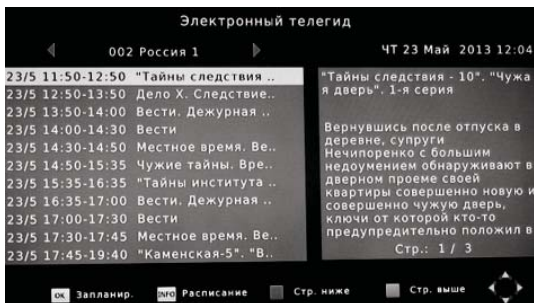 Электронный телегид
002 Россия 1
ЧТ 23 Май 2013 12:04
23/5 11:50-12:50 "Тайны следствия ..
23/5 12:50-13:50 Дело Х. Следствие..
23/5 13:50-14:00 Вести. Дежурная ..
23/5 14:00-14:30 Вести
23/5 14:30-14:50 Местное время. Ве..
23/5 14:50-15:35 Чужие тайны. Вре..
23/5 15:35-16:35 "Тайны института ..
23/5 16:35-17:00 Вести. Дежурная ..
23/5 17:00-17:30 Вести
23/5 17:30-17:45 Местное время. Ве..
23/5 17:45-19:40 "Каменская-5". "В..
"Тайны следствия - 10". "Чужа
я дверь". 1-я серия
Вернувшись после отпуска в
деревне, супруги
Нечипоренко с большим
недоумением обнаруживают в
дверном проеме своей
квартиры совершенно новую и
совершенно чужую дверь,
ключи от которой кто-то
предупредительно положил в
Стр.: 1 / 3
OK Запланир.
INFO Расписание
Стр. ниже
Стр. выше